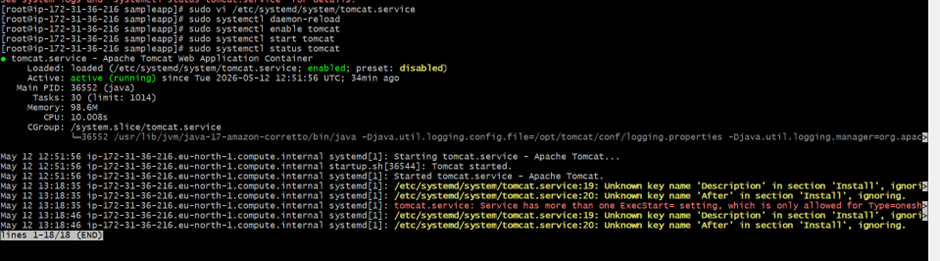 See system logs and 'systemctl status tomcat.service' for details.
[root@ip-172-31-36-216 sampleapp]# sudo vi /etc/systemd/system/tomcat.service
[root@ip-172-31-36-216 sampleapp]# sudo systemctl daemon-reload
[root@ip-172-31-36-216 sampleapp]# sudo systemctl enable tomcat
[root@ip-172-31-36-216 sampleapp]# sudo systemctl start tomcat
[root@ip-172-31-36-216 sampleapp]# sudo systemctl status tomcat
● tomcat.service - Apache Tomcat Web Application Container
Loaded: loaded (/etc/systemd/system/tomcat.service; enabled; preset: disabled)
Active: active (running) since Tue 2026-05-12 12:51:56 UTC; 34min ago
Main PID: 36552 (java)
Tasks: 30 (limit: 1014)
Memory: 98.6M
CPU: 10.008s
CGroup: /system.slice/tomcat.service
└─36552 /usr/lib/jvm/java-17-amazon-corretto/bin/java -Djava.util.logging.config.file=/opt/tomcat/conf/logging.properties -Djava.util.logging.manager=org.apac>
May 12 12:51:56 ip-172-31-36-216.eu-north-1.compute.internal systemd[1]: Starting tomcat.service - Apache Tomcat...
May 12 12:51:56 ip-172-31-36-216.eu-north-1.compute.internal startup.sh[36544]: Tomcat started.
May 12 12:51:56 ip-172-31-36-216.eu-north-1.compute.internal systemd[1]: Started tomcat.service - Apache Tomcat.
May 12 13:18:35 ip-172-31-36-216.eu-north-1.compute.internal systemd[1]: /etc/systemd/system/tomcat.service:19: Unknown key name 'Description' in section 'Install', ignori>
May 12 13:18:35 ip-172-31-36-216.eu-north-1.compute.internal systemd[1]: /etc/systemd/system/tomcat.service:20: Unknown key name 'After' in section 'Install', ignoring.
May 12 13:18:35 ip-172-31-36-216.eu-north-1.compute.internal systemd[1]: tomcat.service: Service has more than one ExecStart= setting, which is only allowed for Type=onesh>
May 12 13:18:46 ip-172-31-36-216.eu-north-1.compute.internal systemd[1]: /etc/systemd/system/tomcat.service:19: Unknown key name 'Description' in section 'Install', ignori>
May 12 13:18:46 ip-172-31-36-216.eu-north-1.compute.internal systemd[1]: /etc/systemd/system/tomcat.service:20: Unknown key name 'After' in section 'Install', ignoring.
lines 1-18/18 (END)